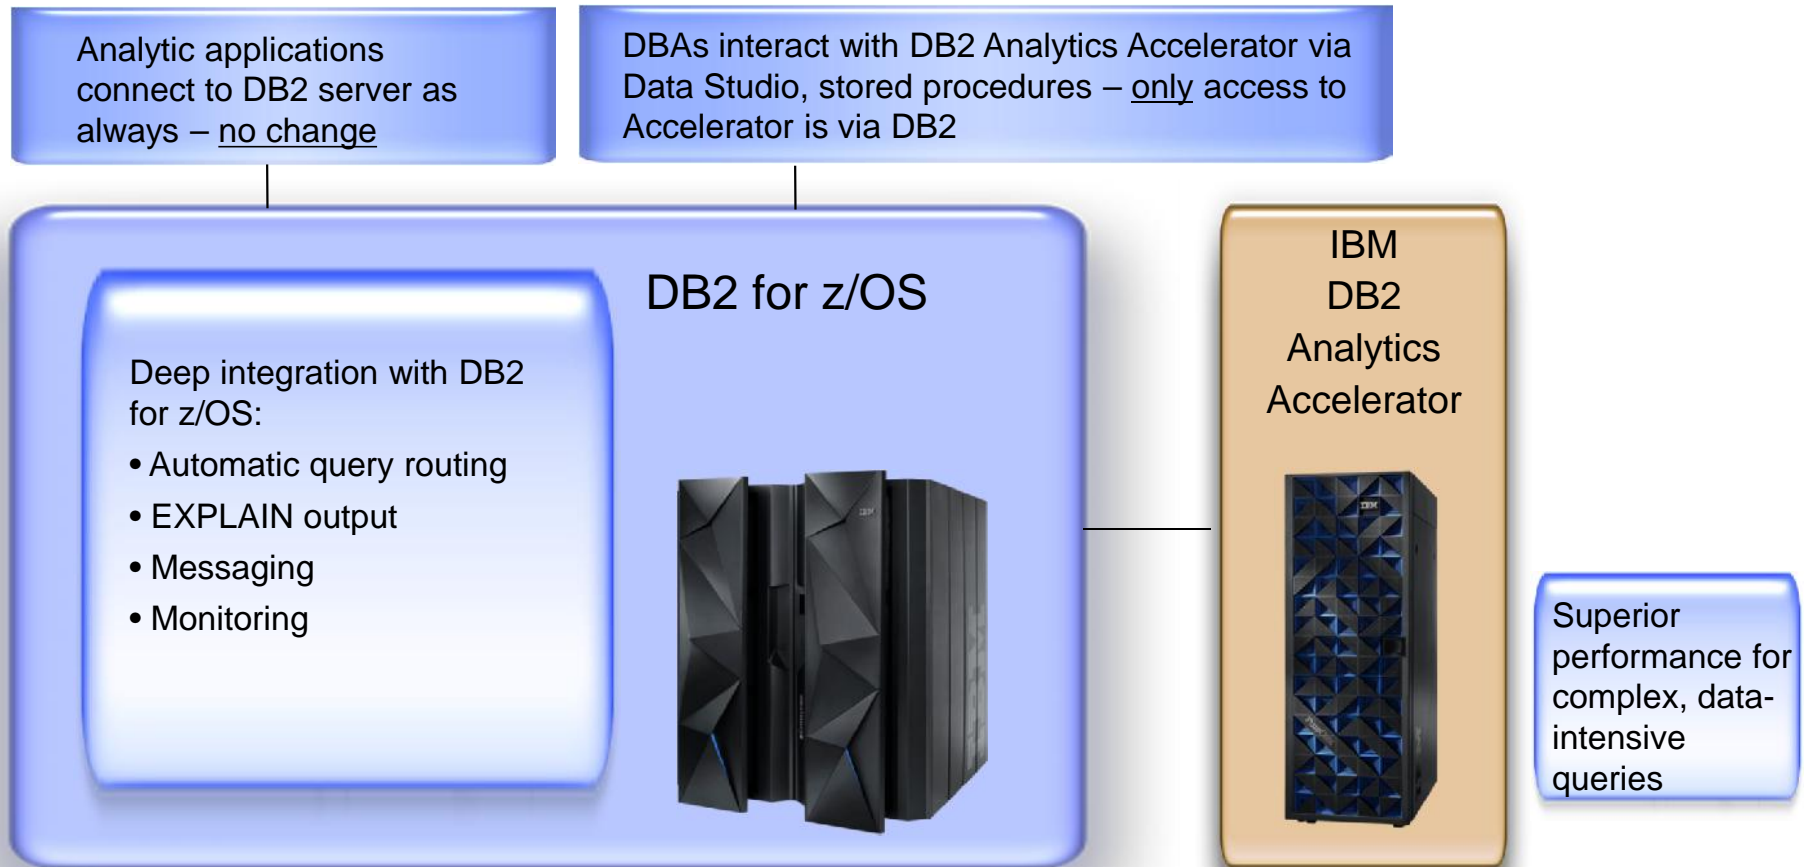 Analytic applications
connect to DB2 server as
always – no change
DBAs interact with DB2 Analytics Accelerator via
Data Studio, stored procedures – only access to
Accelerator is via DB2
DB2 for z/OS
Deep integration with DB2
for z/OS:
• Automatic query routing
• EXPLAIN output
• Messaging
• Monitoring
IBM
IBM
DB2
Analytics
Accelerator
IBM
Superior
performance for
complex, data-
intensive
queries